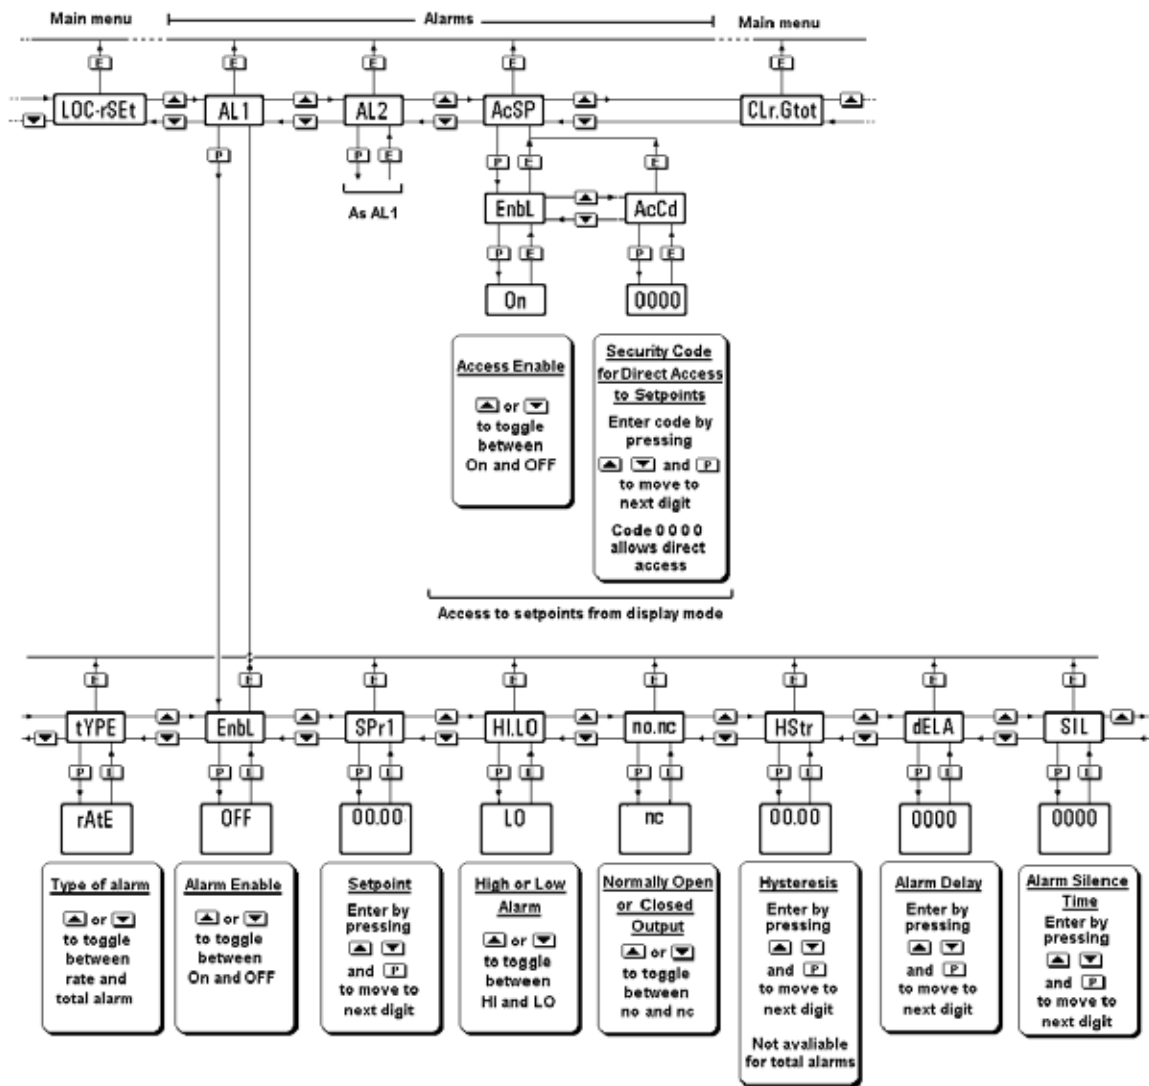 Main menu
Alarms
Main menu
E
E
E
E
E
LOC-rSEt
AL1
AL2
AcSP
CLr.Gtot
P
P
E
P
E
E
As AL1
EnbL
AcCd
P
E
P
E
On
0000
Access Enable
or
to toggle
between
On and OFF
Security Code
for Direct Access
to Setpoints
Enter code by
pressing
and P
to move to
next digit
Code 0 0 0 0
allows direct
access
Access to setpoints from display mode
E
E
E
E
E
E
E
E
tYPE
EnbL
SPr1
HI.LO
no.nc
HStr
dELA
SIL
P
E
P
E
P
E
P
E
P
E
P
E
P
E
P
E
rAtE
OFF
00.00
LO
nc
00.00
0000
0000
Type of alarm
or
to toggle
between
rate and
total alarm
Alarm Enable
or
to toggle
between
On and OFF
Setpoint
Enter by
pressing
and P
to move to
next digit
High or Low
Alarm
or
to toggle
between
HI and LO
Normally Open
or Closed
Output
or
to toggle
between
no and nc
Hysteresis
Enter by
pressing
and P
to move to
next digit
Not avaliable
for total alarms
Alarm Delay
Enter by
pressing
and P
to move to
next digit
Alarm Silence
Time
Enter by
pressing
and P
to move to
next digit